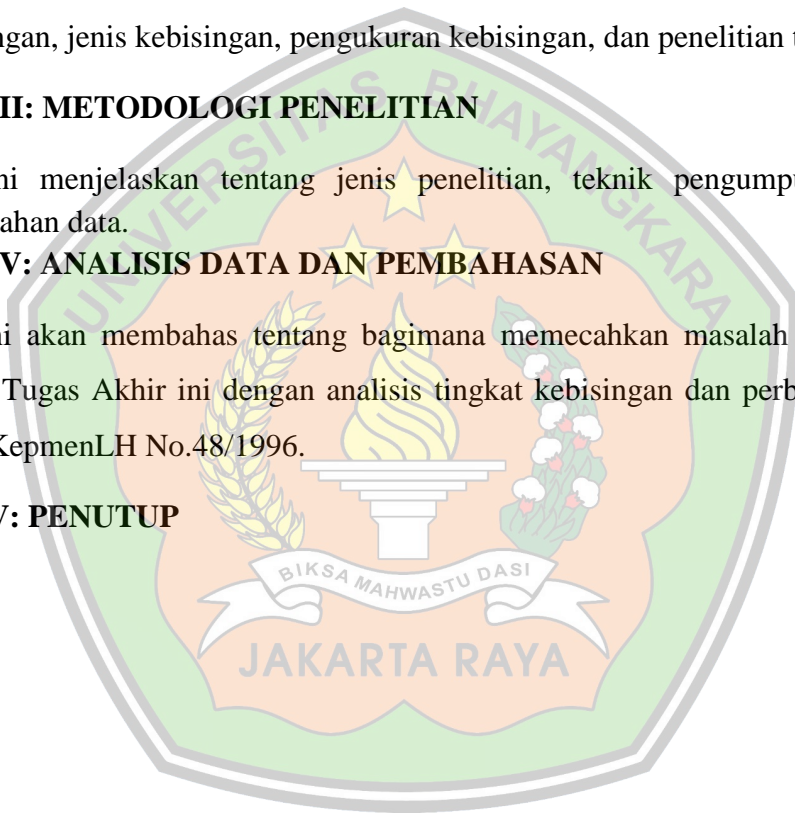 ngan, jenis kebisingan, pengukuran kebisingan, dan penelitian t
II: METODOLOGI PENELITIAN
ni menjelaskan tentang jenis penelitian, teknik pengumpu
ahan data.
V: ANALISIS DATA DAN PEMBAHASAN
ni akan membahas tentang bagimana memecahkan masalah
Tugas Akhir ini dengan analisis tingkat kebisingan dan perb
KepmenLH No.48/1996.
V: PENUTUP
UNIVERSITAS BHAYANGKARA
BIKSA MAHWASTU DASI
JAKARTA RAYA